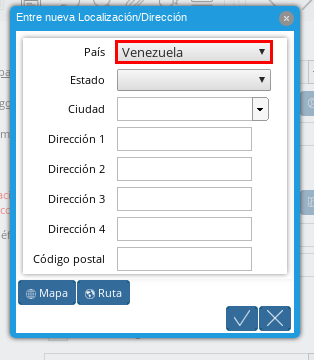 Entre nueva Localización/Dirección
País Venezuela
Estado
Ciudad
Dirección 1
Dirección 2
Dirección 3
Dirección 4
Código postal
Mapa Ruta